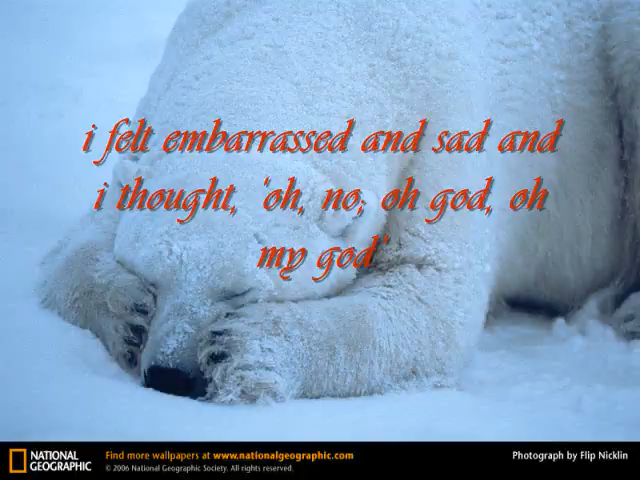 i felt embarrassed and sad and
i thought, 'oh, no, oh god, oh
my god'
NATIONAL
GEOGRAPHIC
Find more wallpapers at www.nationalgeographic.com
© 2006 National Geographic Society. All rights reserved.
Photograph by Flip Nicklin